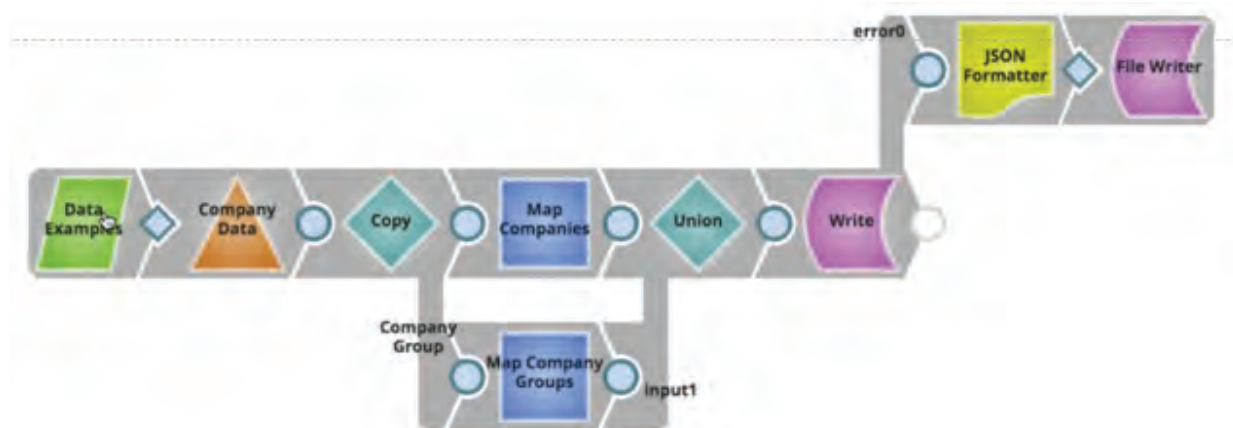 error0
JSON
Formatter
File Writer
Data
Examples
Company
Data
Copy
Map
Companies
Union
Write
Company
Group
Map Company
Groups
input1